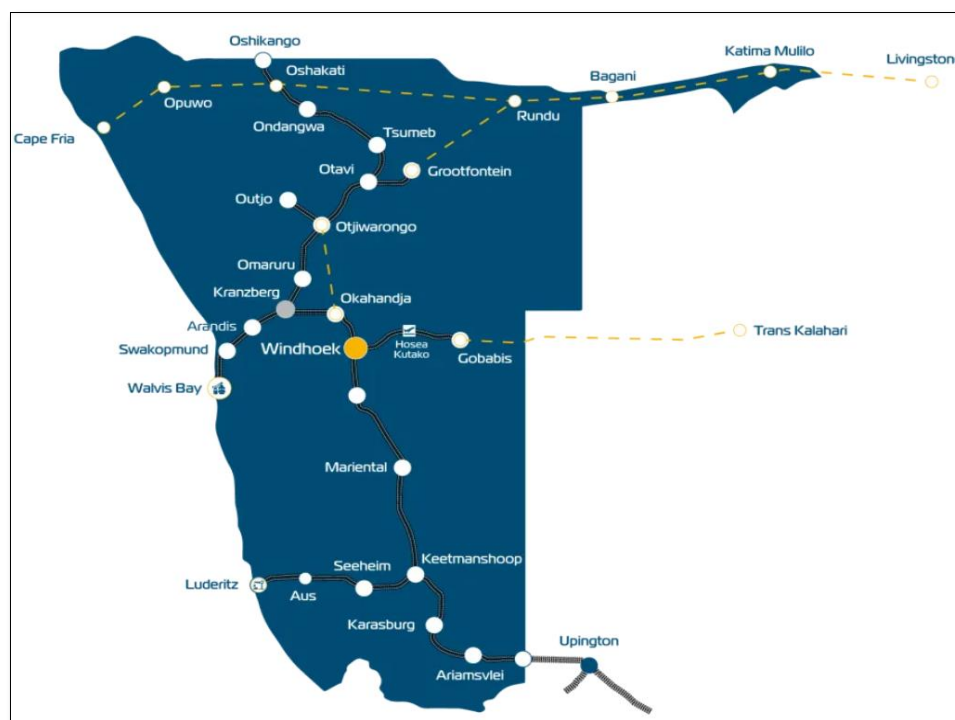 Oshikango
Katima Mulilo
Livingston
Oshakati
Bagani
Opuwo
Rundu
Ondangwa
Cape Fria
Tsumeb
Otavi
Grootfontein
Outjo
Otjiwarongo
Omaruru
Kranzberg
Okahandja
Arandis
Trans Kalahari
Swakopmund
Windhoek
Hosea
Kutako
Gobabis
Walvis Bay
Mariental
Keetmanshoop
Seeheim
Luderitz
Aus
Karasburg
Upington
Ariamsvlei